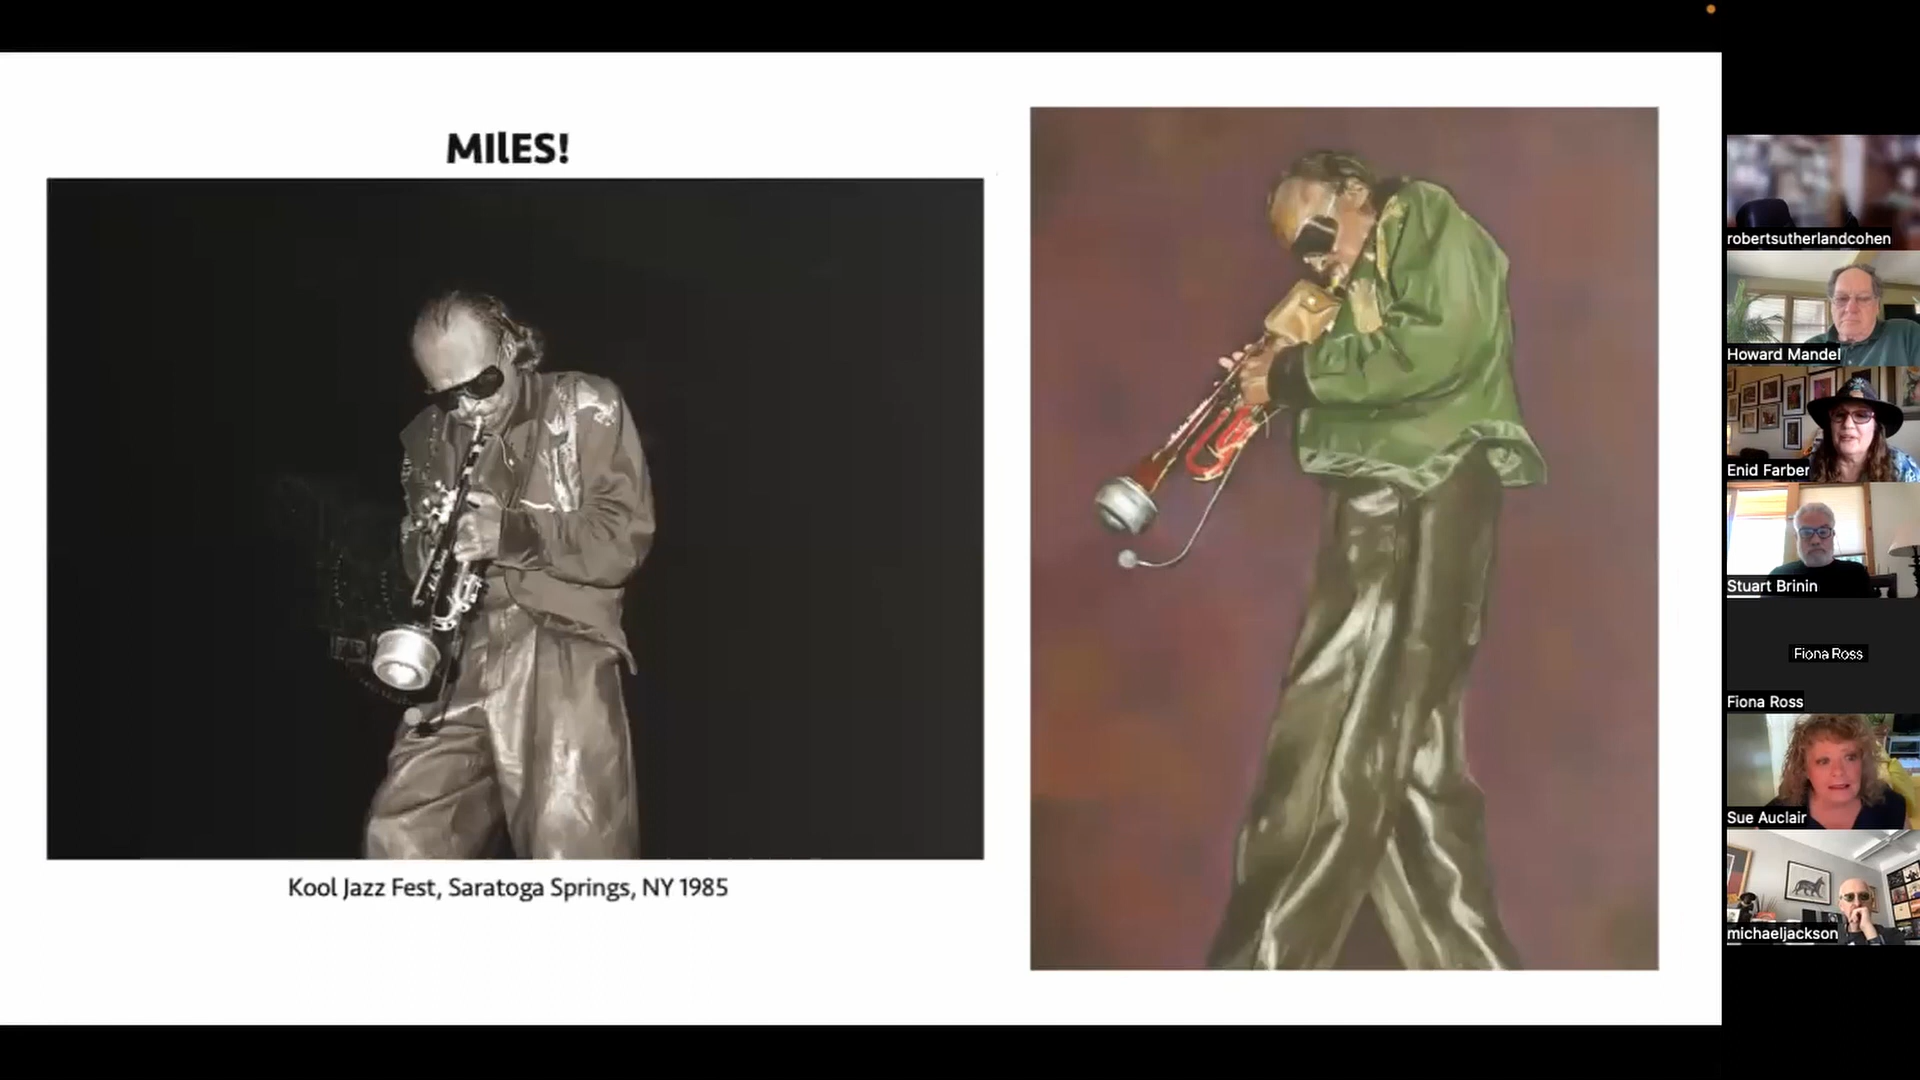 MIlES!
Kool Jazz Fest, Saratoga Springs, NY 1985
robertsutherlandcohen
Howard Mandel
Enid Farber
Stuart Brinin
Fiona Ross
Fiona Ross
Sue Auclair
michaeljackson